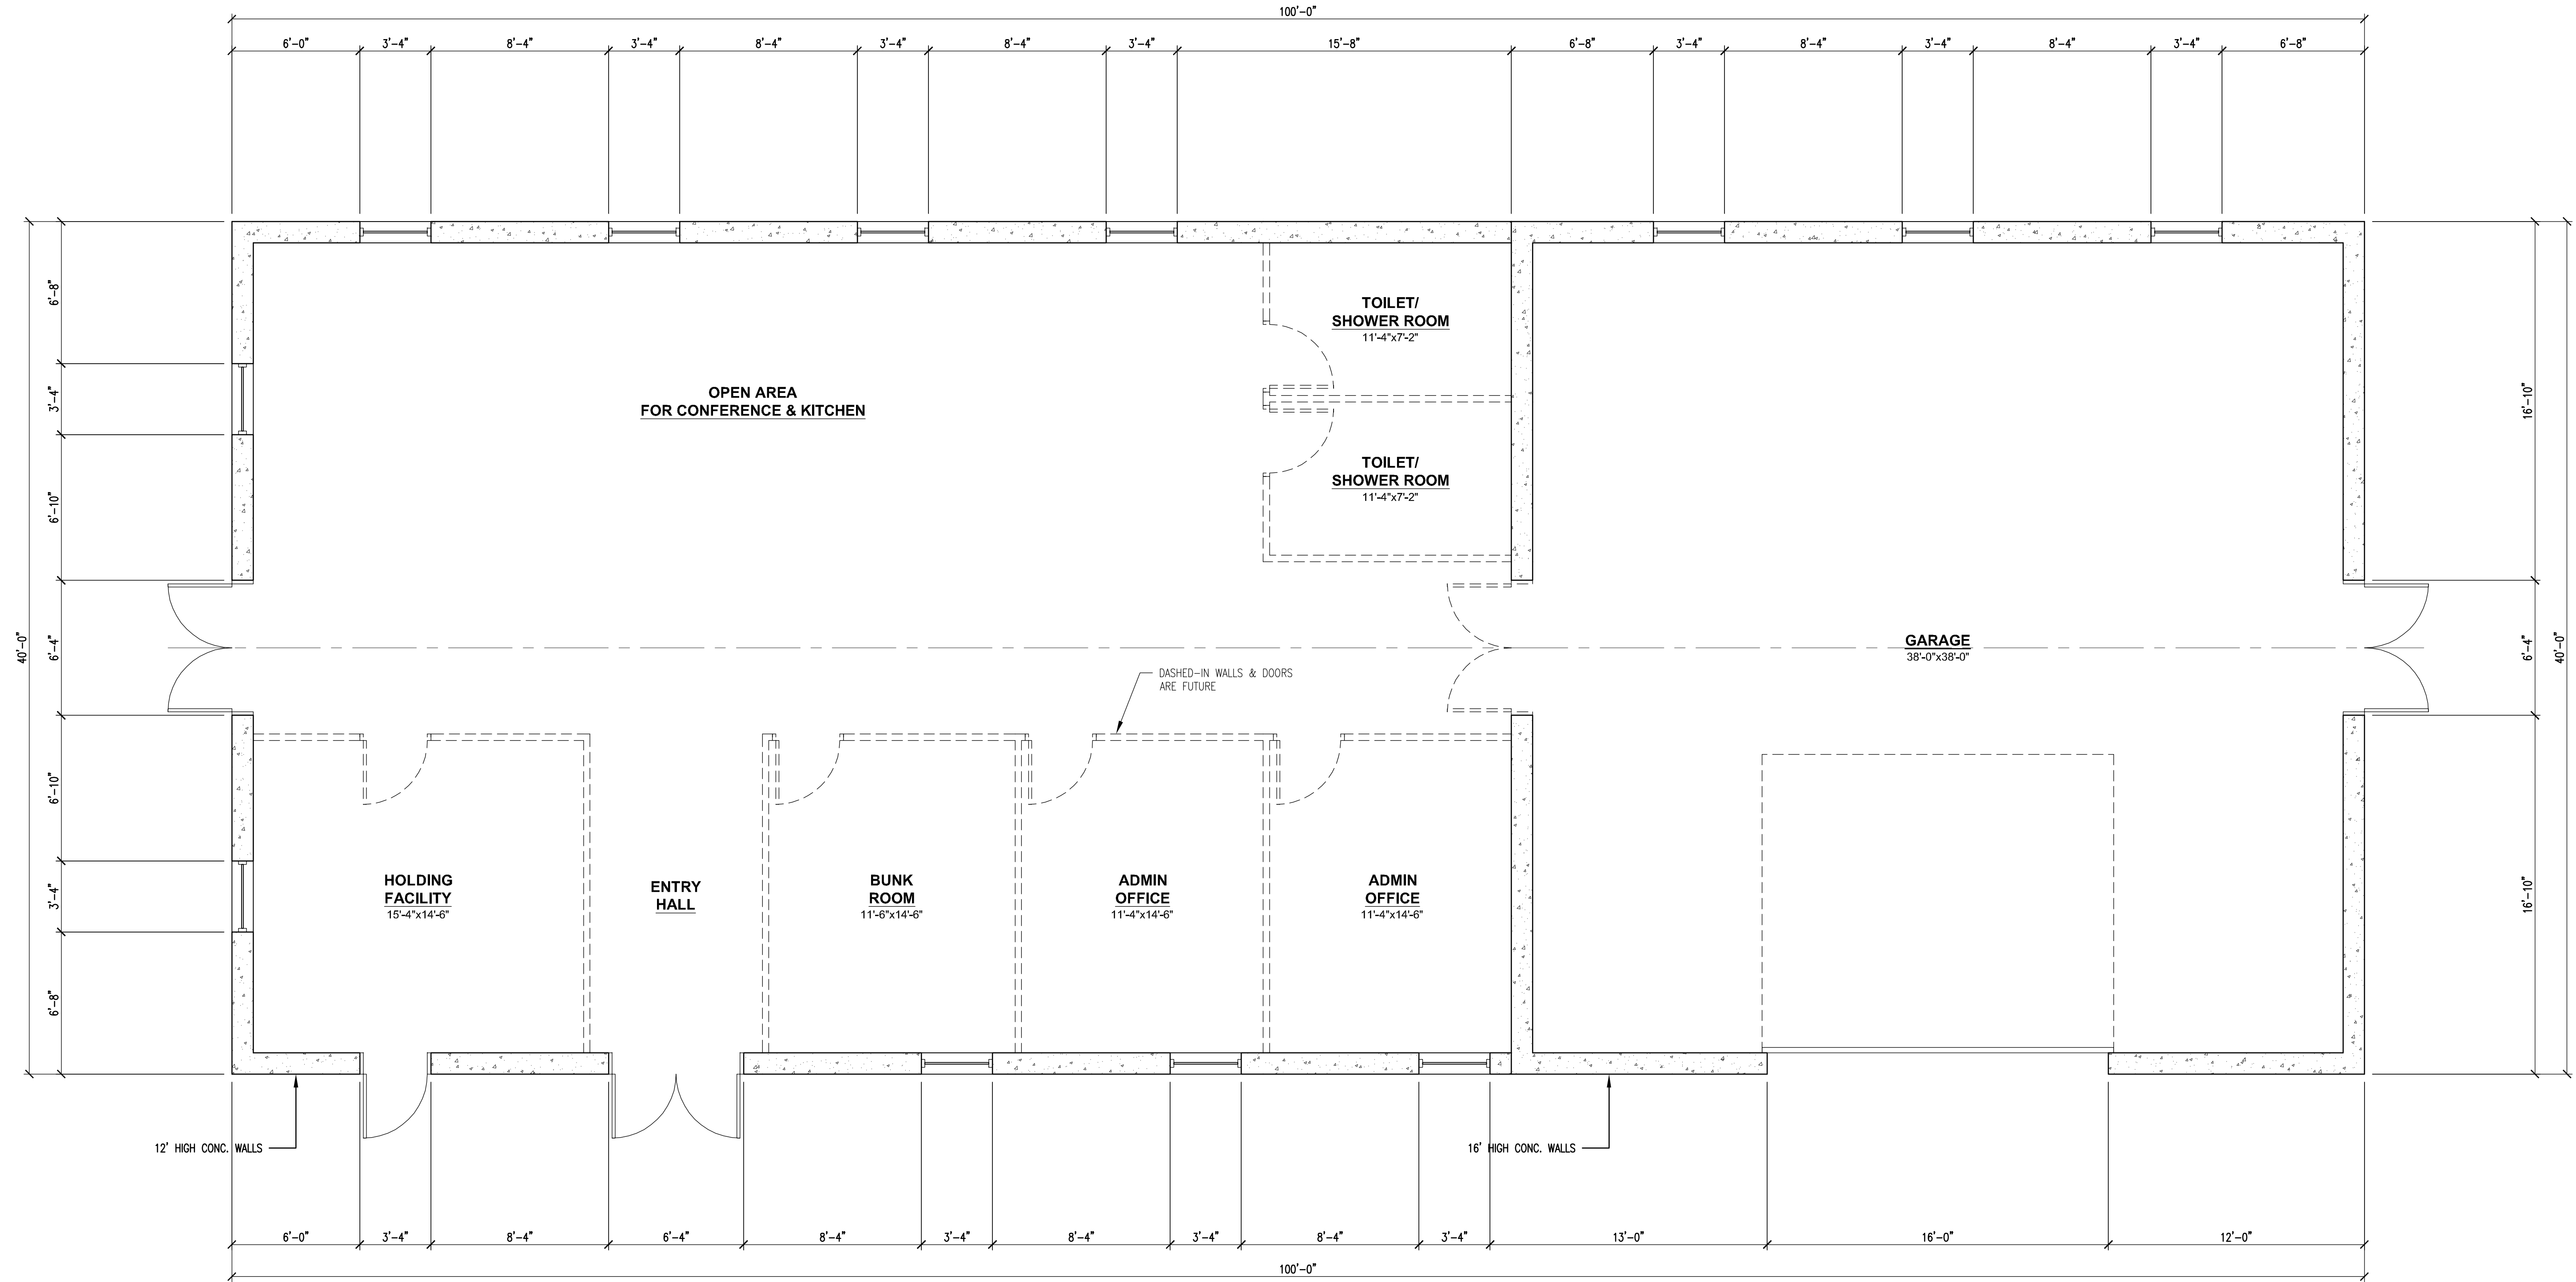 100'-0"
6'-0" 3'-4" 8'-4" 3'-4" 8'-4" 3'-4" 8'-4" 3'-4" 15'-8" 6'-8" 3'-4" 8'-4" 3'-4" 8'-4" 3'-4" 6'-8"
40'-0"
6'-8"
3'-4"
6'-10"
6'-4"
6'-10"
3'-4"
6'-8"
TOILET/
SHOWER ROOM
11'-4"x7'-2"
OPEN AREA
FOR CONFERENCE & KITCHEN
TOILET/
SHOWER ROOM
11'-4"x7'-2"
GARAGE
38'-0"x38'-0"
DASHED-IN WALLS & DOORS
ARE FUTURE
16'-10"
6'-4"
16'-10"
40'-0"
HOLDING
FACILITY
15'-4"x14'-6"
ENTRY
HALL
BUNK
ROOM
11'-6"x14'-6"
ADMIN
OFFICE
11'-4"x14'-6"
ADMIN
OFFICE
11'-4"x14'-6"
12' HIGH CONC. WALLS
16' HIGH CONC. WALLS
6'-0" 3'-4" 8'-4" 6'-4" 8'-4" 3'-4" 8'-4" 3'-4" 8'-4" 3'-4" 13'-0" 16'-0" 12'-0"
100'-0"